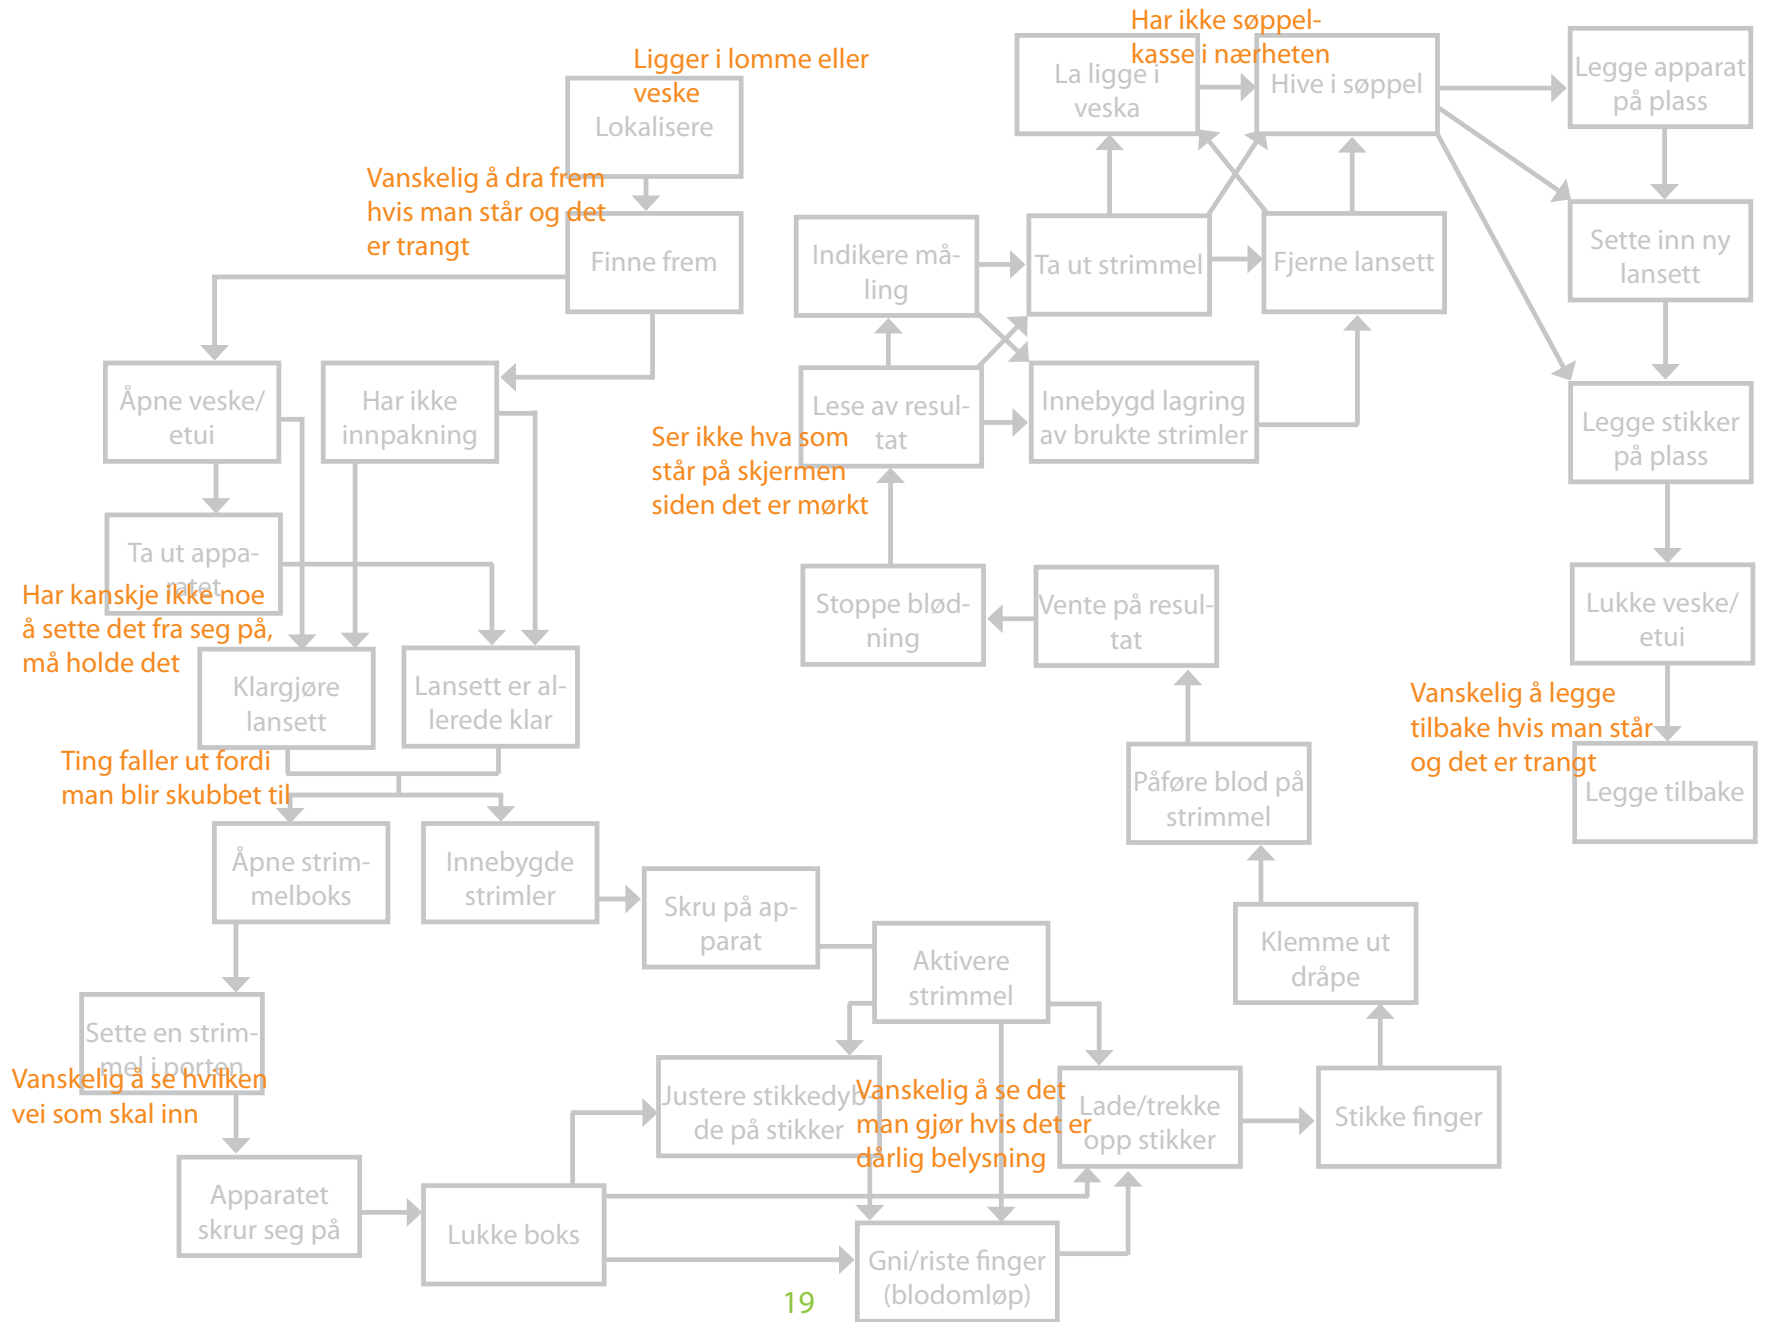 Ligger i lomme eller
veske
Lokalisere
Vanskelig å dra frem
hvis man står og det
er trangt
Finne frem
Åpne veske/
etui
Har ikke
innpakning
Ta ut appa-
ratet
Har kanskje ikke noe
å sette det fra seg på,
må holde det
Klargjøre
lansett
Lansett er al-
lerede klar
Ting faller ut fordi
man blir skubbet til
Åpne strim-
melboks
Innebygde
strimler
Skru på ap-
parat
Aktivere
strimmel
Sette en strim-
mel i porten
Vanskelig å se hvilken
vei som skal inn
Apparatet
skrur seg på
Lukke boks
Justere stikkedyb-
de på stikker
Vanskelig å se det
man gjør hvis det er
dårlig belysning
Gni/riste finger
(blodomløp)
Lade/trekke
opp stikker
Stikke finger
Klemme ut
dråpe
Påføre blod på
strimmel
Vente på resul-
tat
Stoppe blød-
ning
Lese av resul-
tat
Ser ikke hva som
står på skjermen
siden det er mørkt
Indikere må-
ling
Ta ut strimmel
Innebygd lagring
av brukte strimler
Fjerne lansett
La ligge i
veska
Har ikke søppel-
kasse i nærheten
Hive i søppel
Legge apparat
på plass
Sette inn ny
lansett
Legge stikker
på plass
Lukke veske/
etui
Vanskelig å legge
tilbake hvis man står
og det er trangt
Legge tilbake
19